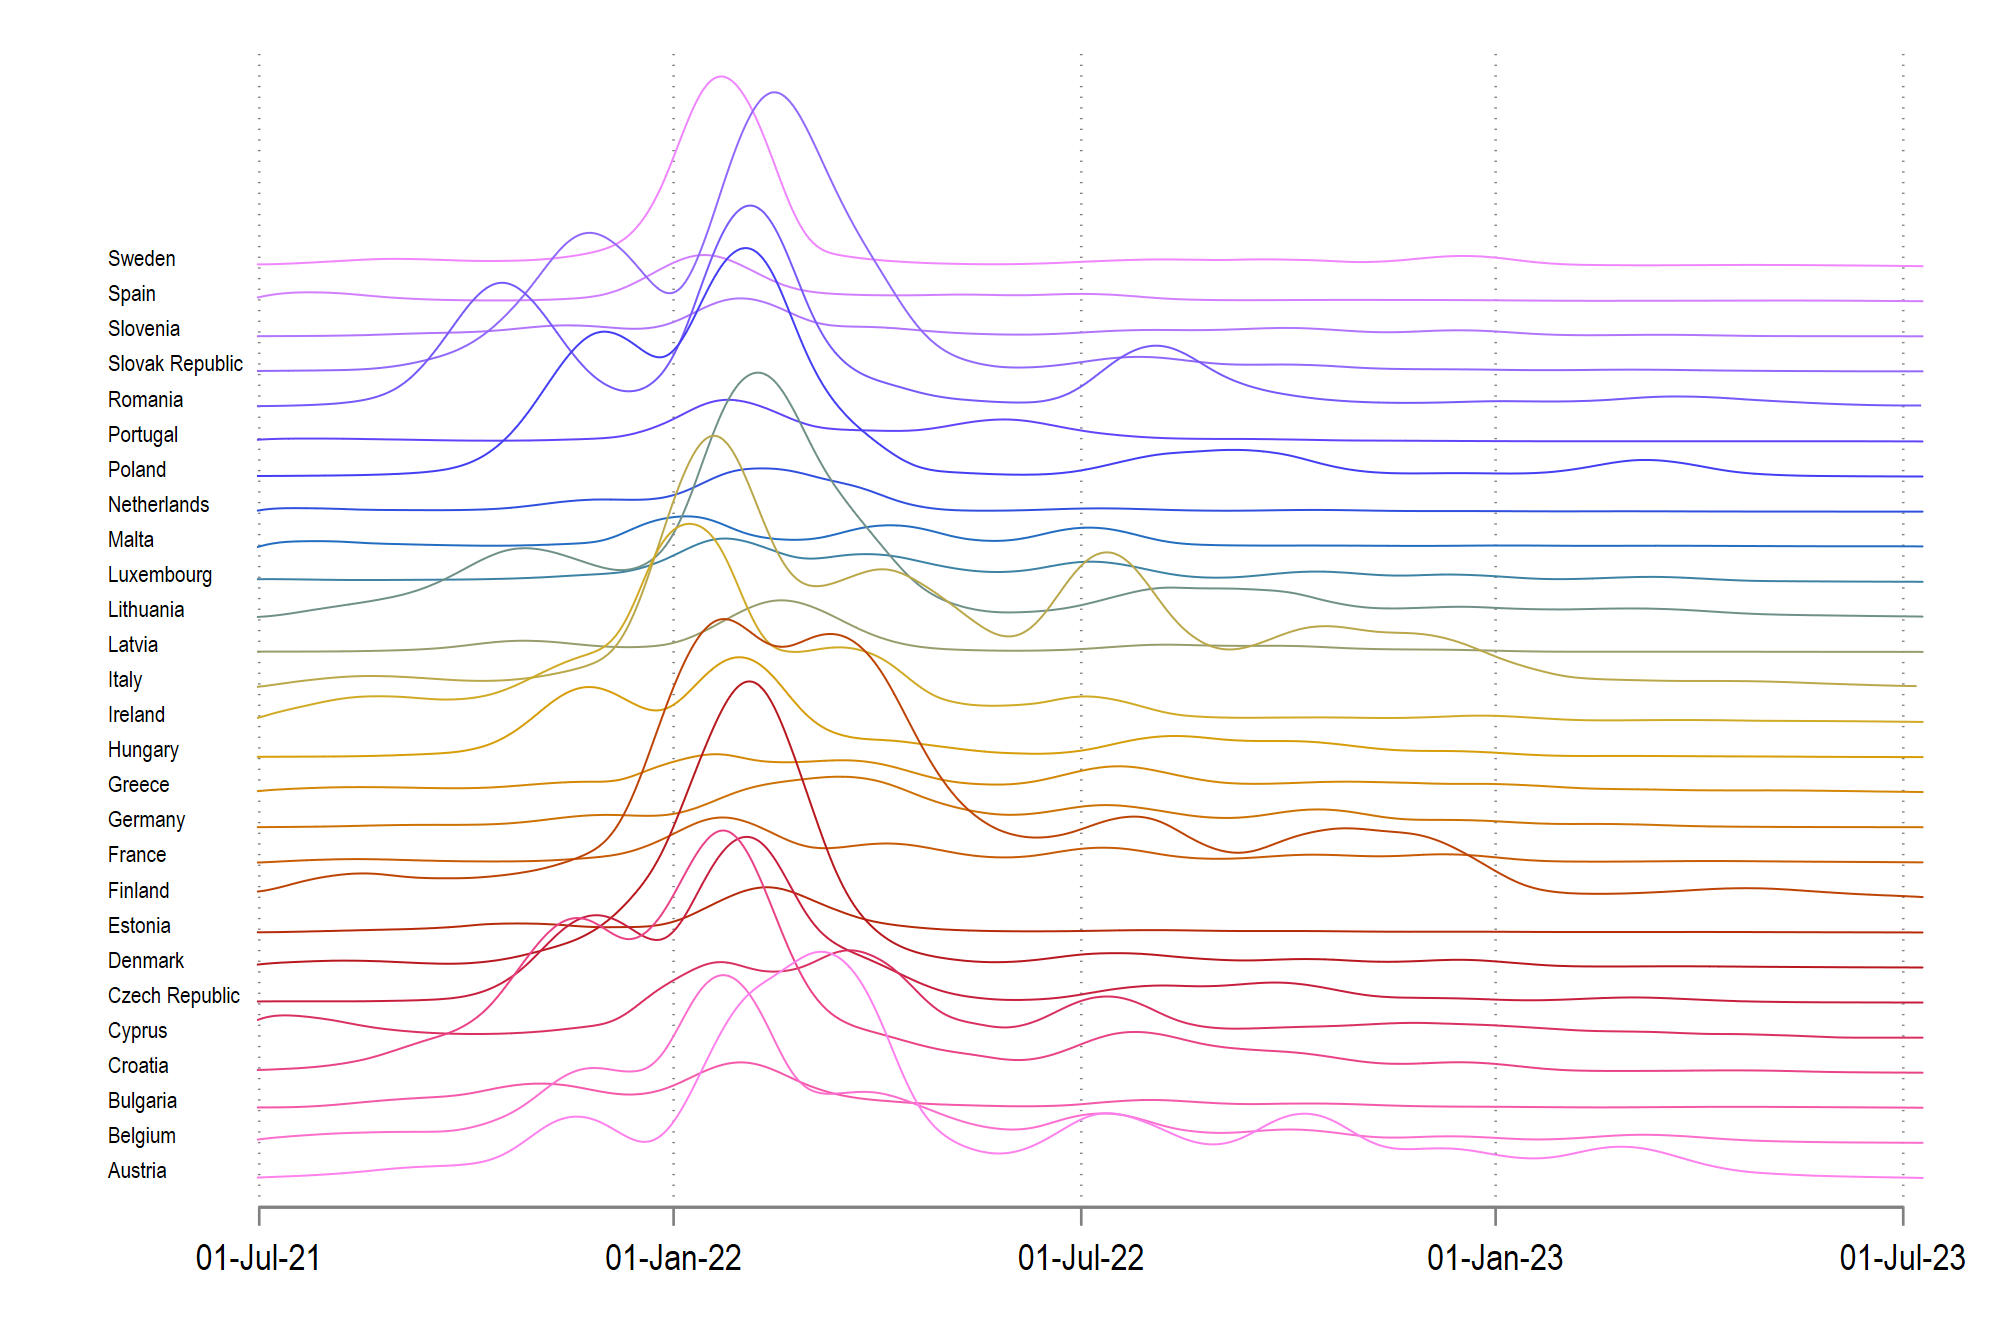 Sweden
Spain
Slovenia
Slovak Republic
Romania
Portugal
Poland
Netherlands
Malta
Luxembourg
Lithuania
Latvia
Italy
Ireland
Hungary
Greece
Germany
France
Finland
Estonia
Denmark
Czech Republic
Cyprus
Croatia
Bulgaria
Belgium
Austria
01-Jul-21 01-Jan-22 01-Jul-22 01-Jan-23 01-Jul-23